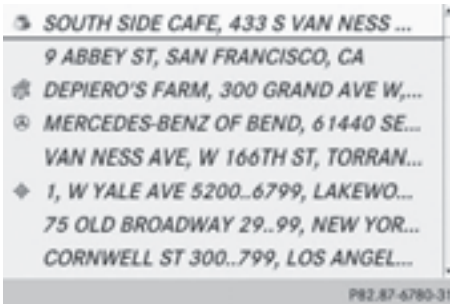 SOUTH SIDE CAFE, 433 S VAN NESS ...
9 ABBEY ST, SAN FRANCISCO, CA
DEPIERO'S FARM, 300 GRAND AVE W,...
MERCEDES-BENZ OF BEND, 61440 SE...
VAN NESS AVE, W 166TH ST, TORRAN...
1, W YALE AVE 5200..6799, LAKEWO...
75 OLD BROADWAY 29..99, NEW YOR...
CORNWELL ST 300..799, LOS ANGEL...
P82.87-6780-31